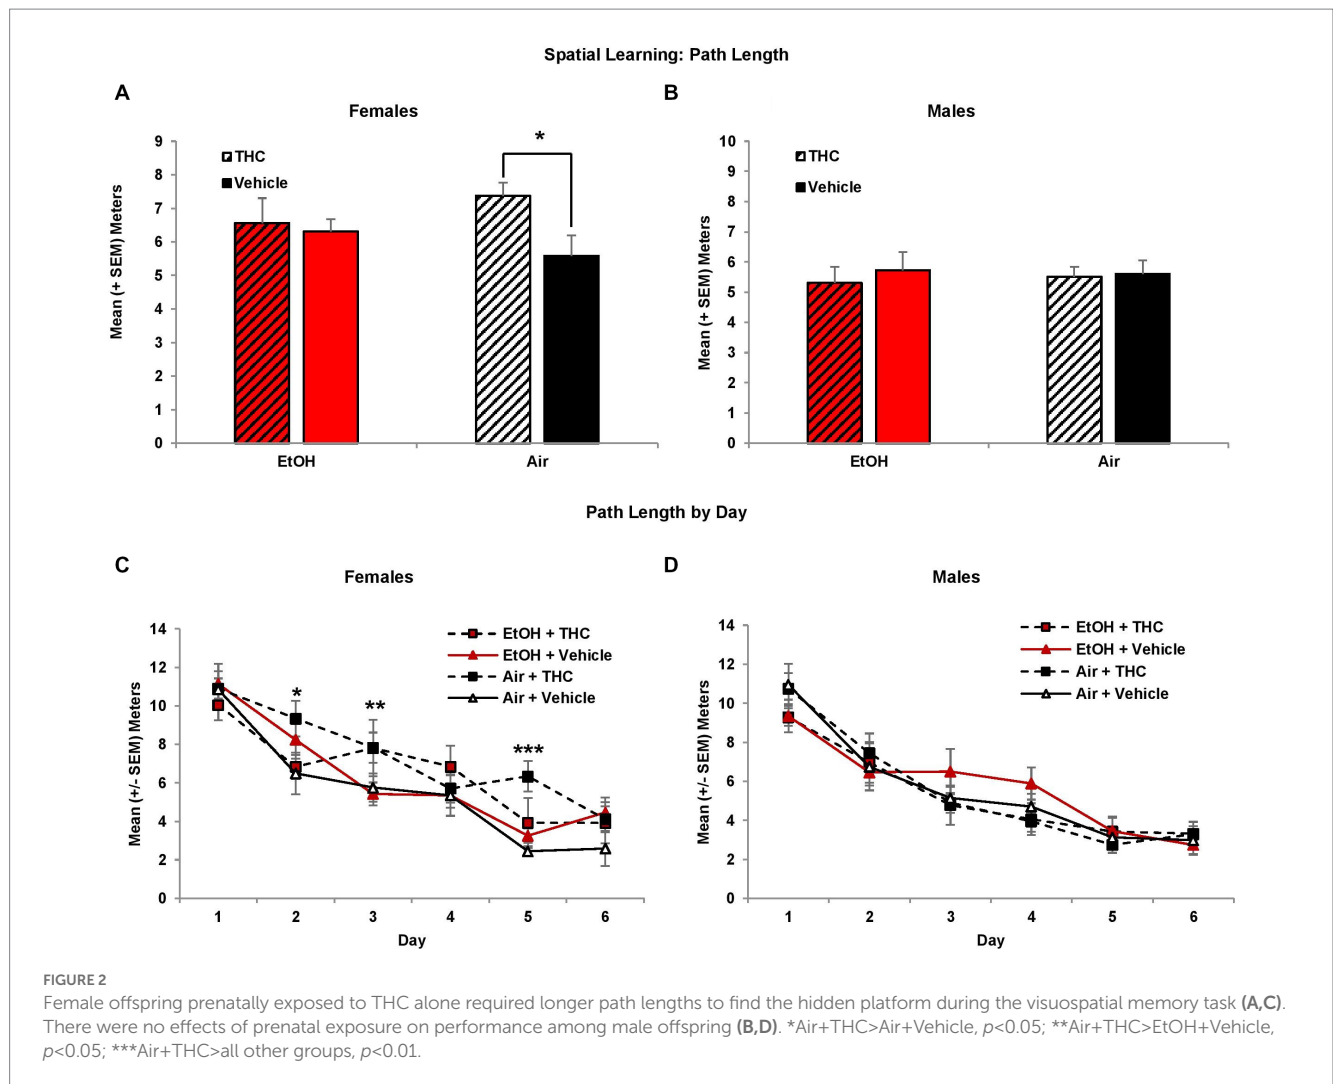 Spatial Learning: Path Length
A
Females
Mean (+ SEM) Meters
9
8
7
6
5
4
3
2
1
0
THC
Vehicle
*
EtOH
Air
B
Males
Mean (+ SEM) Meters
10
9
8
7
6
5
4
3
2
1
0
THC
Vehicle
EtOH
Air
Path Length by Day
C
Females
Mean (+/- SEM) Meters
14
12
10
8
6
4
2
0
EtOH + THC
EtOH + Vehicle
Air + THC
Air + Vehicle
*
**
***
1 2 3 4 5 6
Day
D
Males
Mean (+/- SEM) Meters
14
12
10
8
6
4
2
0
EtOH + THC
EtOH + Vehicle
Air + THC
Air + Vehicle
1 2 3 4 5 6
Day
FIGURE 2
Female offspring prenatally exposed to THC alone required longer path lengths to find the hidden platform during the visuospatial memory task (A,C).
There were no effects of prenatal exposure on performance among male offspring (B,D). *Air+THC>Air+Vehicle, p<0.05; **Air+THC>EtOH+Vehicle,
p<0.05; ***Air+THC>all other groups, p<0.01.